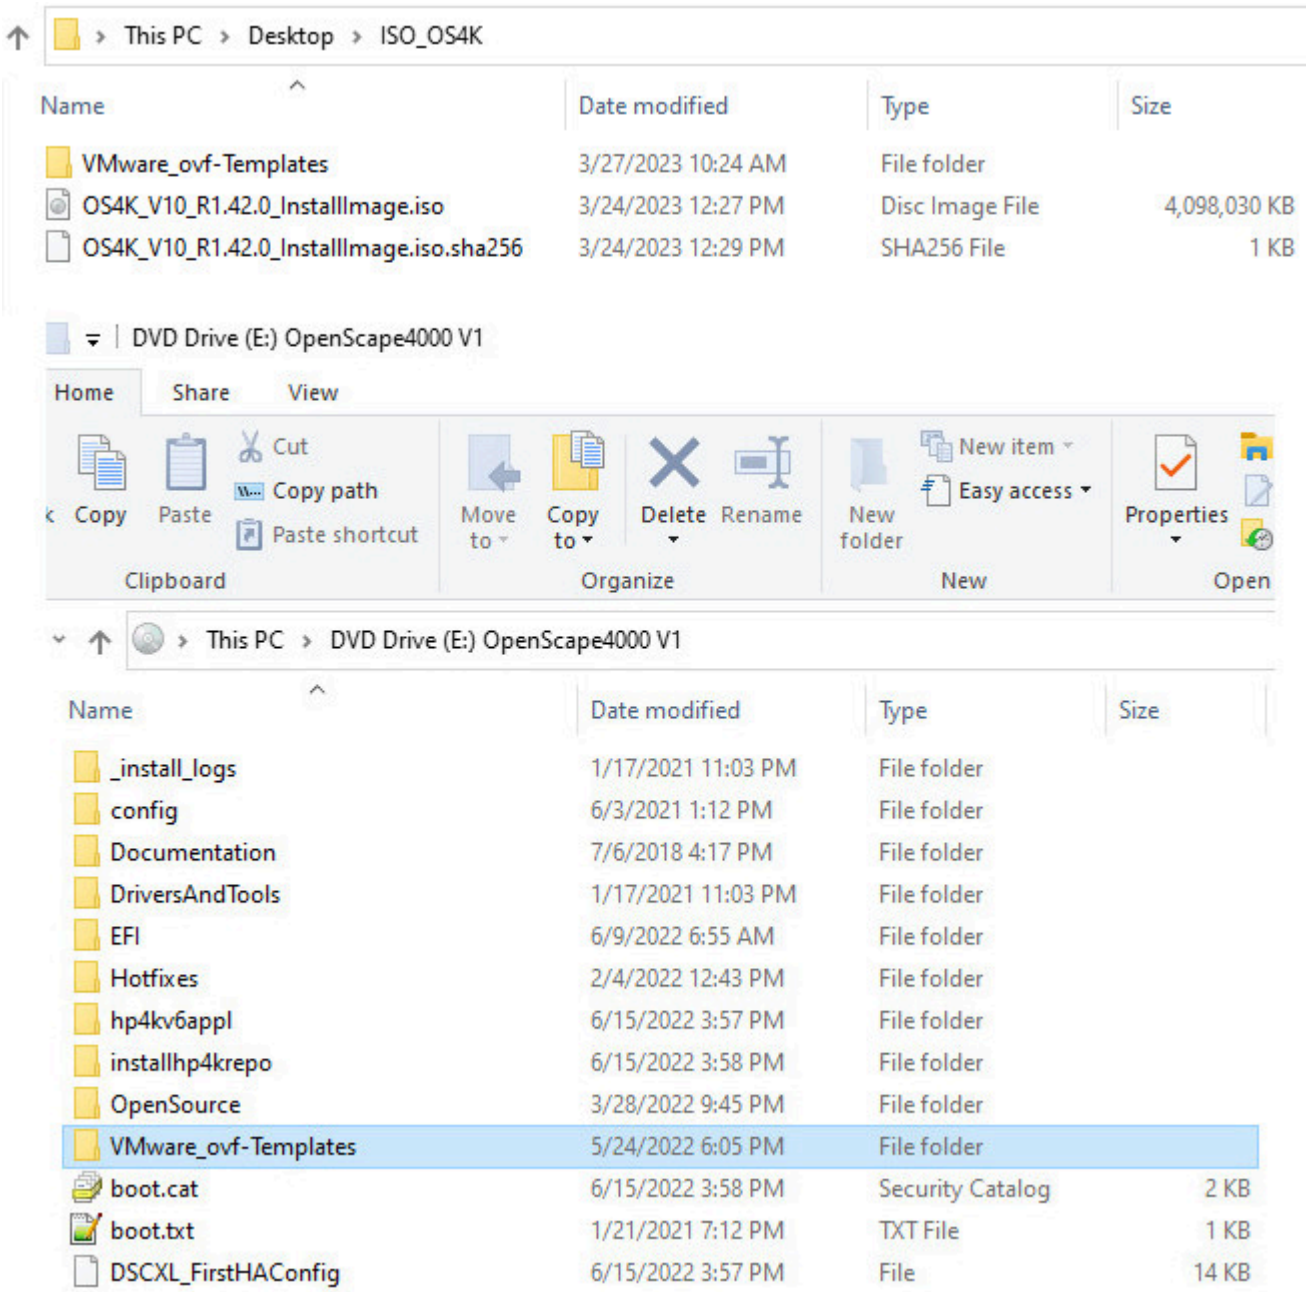 This PC > Desktop > ISO_OS4K
Name Date modified Type Size
VMware_ovf-Templates 3/27/2023 10:24 AM File folder
OS4K_V10_R1.42.0_InstallImage.iso 3/24/2023 12:27 PM Disc Image File 4,098,030 KB
OS4K_V10_R1.42.0_InstallImage.iso.sha256 3/24/2023 12:29 PM SHA256 File 1 KB
DVD Drive (E:) OpenScape4000 V1
Home Share View
Cut
Copy path
Paste shortcut
k Copy Paste
Clipboard
Move to
Copy to
Delete Rename
Organize
New folder
New item
Easy access
New
Properties
Open
This PC > DVD Drive (E:) OpenScape4000 V1
Name Date modified Type Size
_install_logs 1/17/2021 11:03 PM File folder
config 6/3/2021 1:12 PM File folder
Documentation 7/6/2018 4:17 PM File folder
DriversAndTools 1/17/2021 11:03 PM File folder
EFI 6/9/2022 6:55 AM File folder
Hotfixes 2/4/2022 12:43 PM File folder
hp4kv6appl 6/15/2022 3:57 PM File folder
installhp4krepo 6/15/2022 3:58 PM File folder
OpenSource 3/28/2022 9:45 PM File folder
VMware_ovf-Templates 5/24/2022 6:05 PM File folder
boot.cat 6/15/2022 3:58 PM Security Catalog 2 KB
boot.txt 1/21/2021 7:12 PM TXT File 1 KB
DSCXL_FirstHAConfig 6/15/2022 3:57 PM File 14 KB